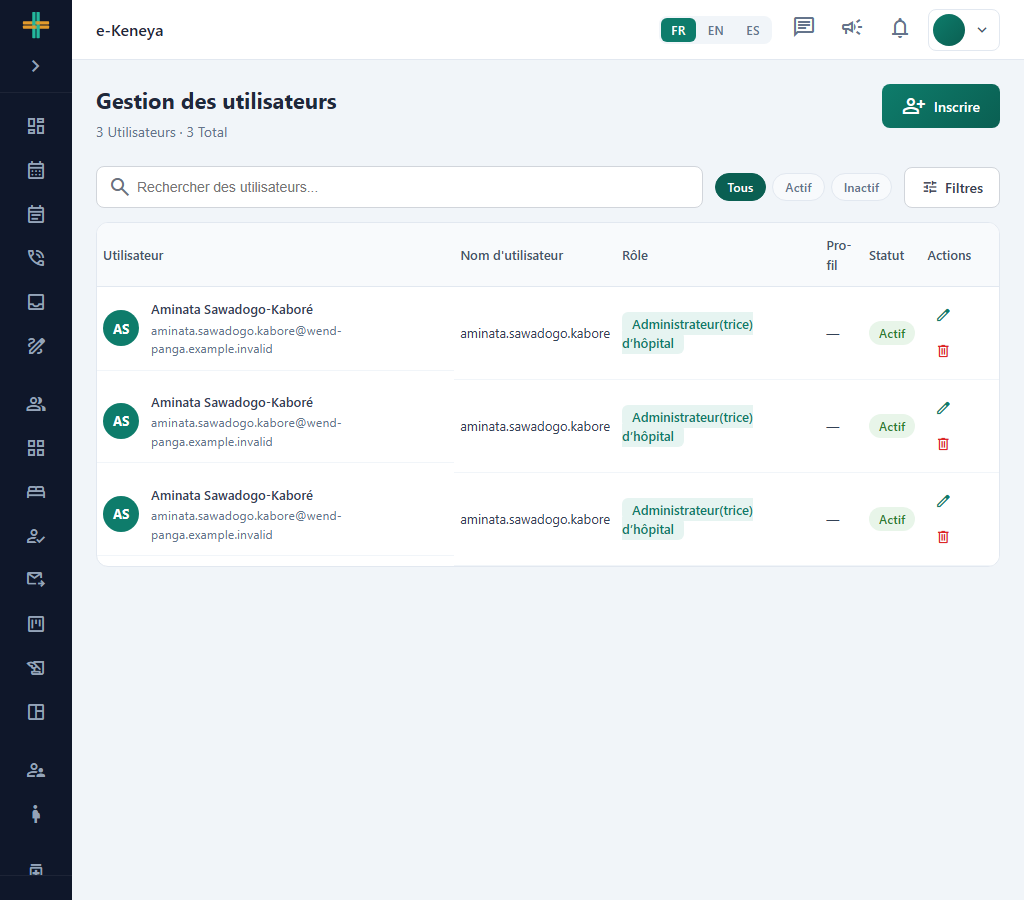 e-Keneya
FR EN ES
Gestion des utilisateurs
3 Utilisateurs · 3 Total
Inscrire
Rechercher des utilisateurs...
Tous Actif Inactif Filtres
Utilisateur Nom d'utilisateur Rôle Pro-
fil Statut Actions
AS Aminata Sawadogo-Kaboré
aminata.sawadogo.kabore@wend-
panga.example.invalid
aminata.sawadogo.kabore
Administrateur(trice)
d’hôpital
— Actif
AS Aminata Sawadogo-Kaboré
aminata.sawadogo.kabore@wend-
panga.example.invalid
aminata.sawadogo.kabore
Administrateur(trice)
d’hôpital
— Actif
AS Aminata Sawadogo-Kaboré
aminata.sawadogo.kabore@wend-
panga.example.invalid
aminata.sawadogo.kabore
Administrateur(trice)
d’hôpital
— Actif